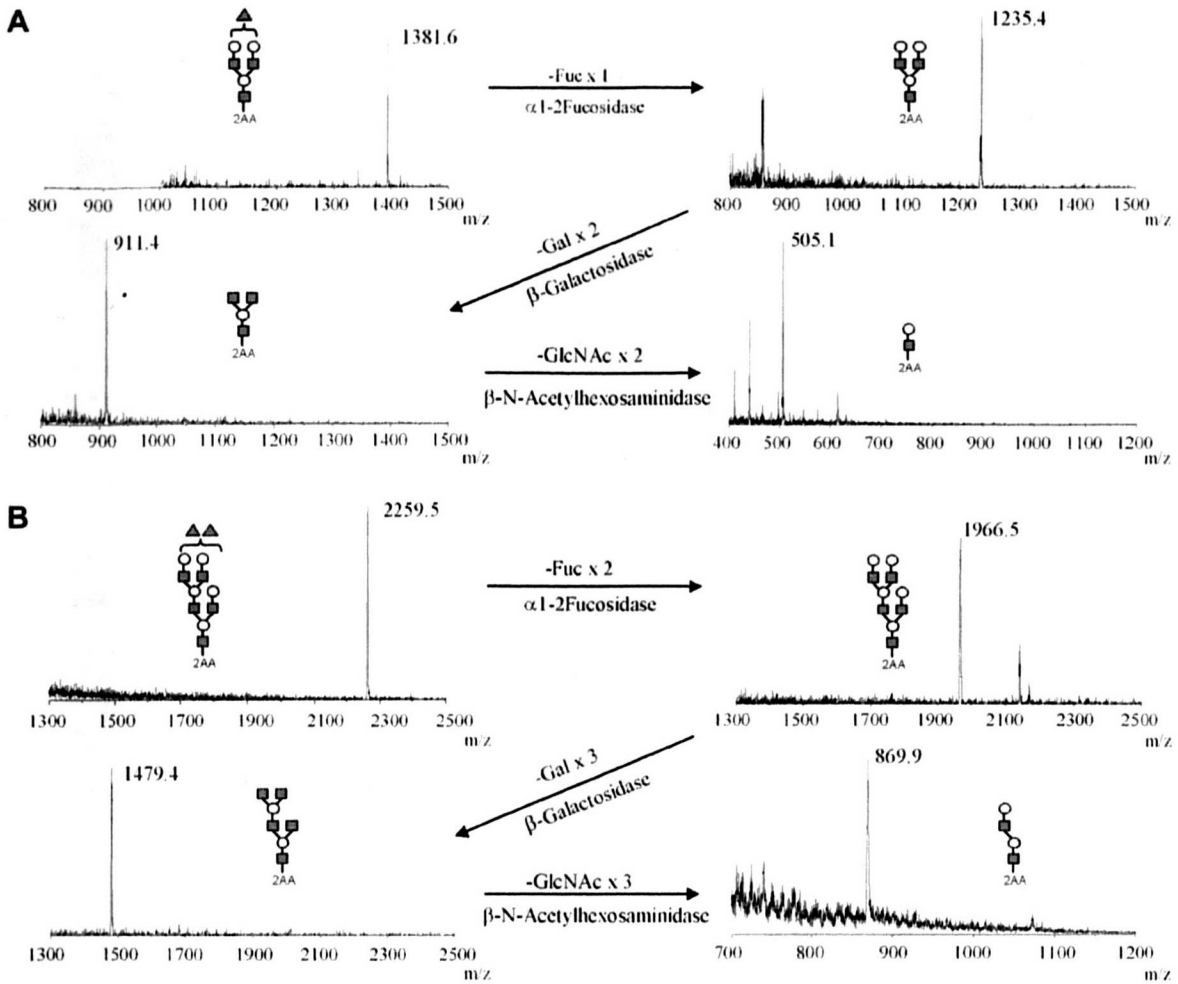 A
1381.6
2AA
800 900 1000 1100 1200 1300 1400 1500
m/z
-Fuc x 1
α1-2Fucosidase
1235.4
2AA
800 900 1000 1100 1200 1300 1400 1500
m/z
-Gal x 2
β-Galactosidase
911.4
2AA
800 900 1000 1100 1200 1300 1400 1500
m/z
-GlcNAc x 2
β-N-Acetylhexosaminidase
505.1
2AA
400 500 600 700 800 900 1000 1100 1200
m/z
B
2259.5
2AA
1300 1500 1700 1900 2100 2300 2500
m/z
-Fuc x 2
α1-2Fucosidase
1966.5
2AA
1300 1500 1700 1900 2100 2300 2500
m/z
-Gal x 3
β-Galactosidase
1479.4
2AA
1300 1500 1700 1900 2100 2300 2500
m/z
-GlcNAc x 3
β-N-Acetylhexosaminidase
869.9
2AA
700 800 900 1000 1100 1200
m/z